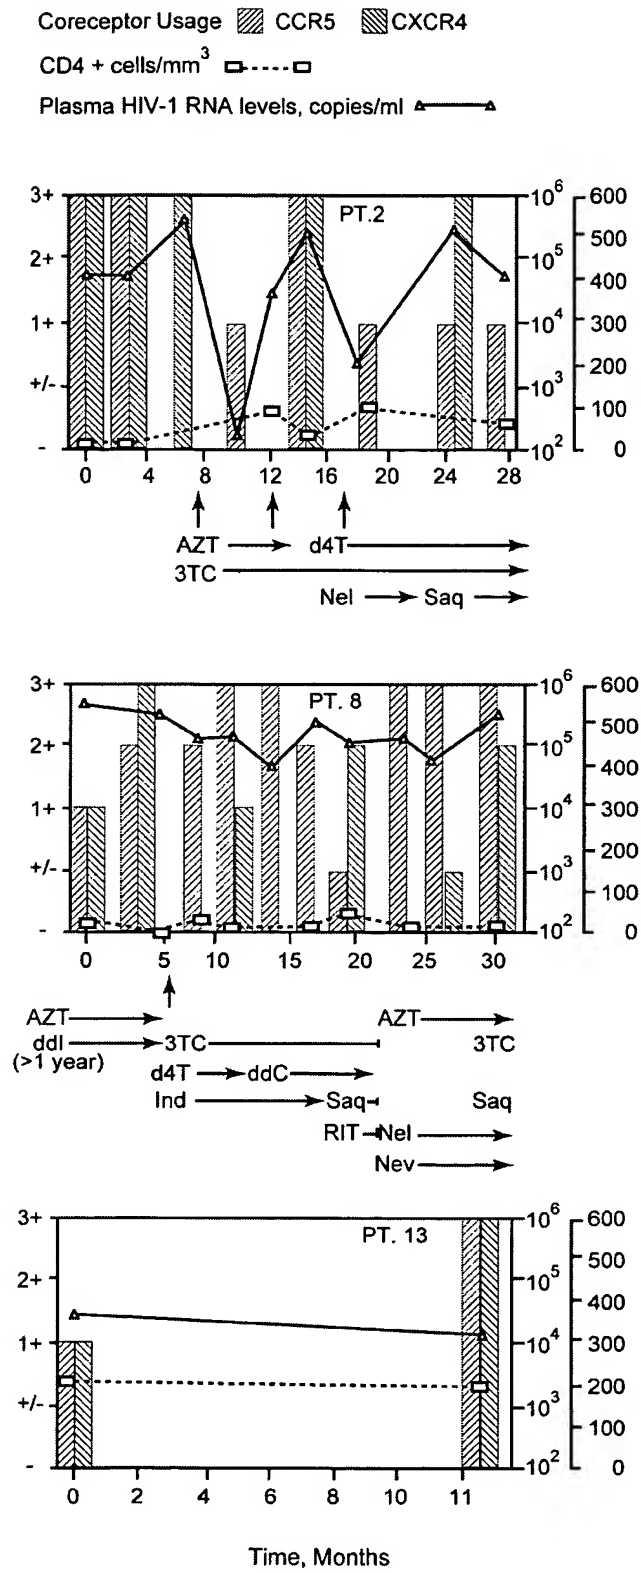 Coreceptor Usage CCR5 CXCR4
CD4 + cells/mm3
Plasma HIV-1 RNA levels, copies/ml
PT.2
3+
2+
1+
+/-
-
10^6
10^5
10^4
10^3
10^2
600
500
400
300
200
100
0
0 4 8 12 16 20 24 28
AZT d4T
3TC
Nel Saq
PT. 8
3+
2+
1+
+/-
-
10^6
10^5
10^4
10^3
10^2
600
500
400
300
200
100
0
0 5 10 15 20 25 30
AZT AZT
ddI 3TC 3TC
(>1 year)
d4T ddC
Ind Saq Saq
RIT Nel
Nev
PT. 13
3+
2+
1+
+/-
-
10^6
10^5
10^4
10^3
10^2
600
500
400
300
200
100
0
0 2 4 6 8 10 11
Time, Months